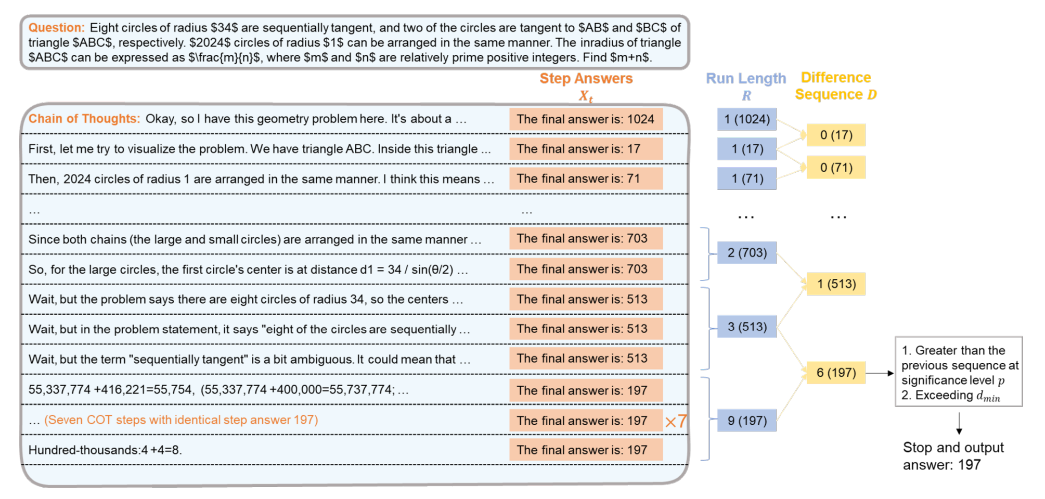 Question: Eight circles of radius $34$ are sequentially tangent, and two of the circles are tangent to $AB$ and $BC$ of
triangle $ABC$, respectively. $2024$ circles of radius $1$ can be arranged in the same manner. The inradius of triangle
$ABC$ can be expressed as $\frac{m}{n}$, where $m$ and $n$ are relatively prime positive integers. Find $m+n$.
Step Answers
X_t
Run Length
R
Difference
Sequence D
Chain of Thoughts: Okay, so I have this geometry problem here. It's about a …
The final answer is: 1024
1 (1024)
0 (17)
First, let me try to visualize the problem. We have triangle ABC. Inside this triangle ...
The final answer is: 17
1 (17)
0 (71)
Then, 2024 circles of radius 1 are arranged in the same manner. I think this means …
The final answer is: 71
1 (71)
…
…
…
…
Since both chains (the large and small circles) are arranged in the same manner …
The final answer is: 703
2 (703)
So, for the large circles, the first circle's center is at distance d1 = 34 / sin(θ/2) …
The final answer is: 703
1 (513)
Wait, but the problem says there are eight circles of radius 34, so the centers …
The final answer is: 513
Wait, but in the problem statement, it says "eight of the circles are sequentially …
The final answer is: 513
3 (513)
Wait, but the term "sequentially tangent" is a bit ambiguous. It could mean that …
The final answer is: 513
6 (197)
1. Greater than the
previous sequence at
significance level p
2. Exceeding d_min
55,337,774 +416,221=55,754, (55,337,774 +400,000=55,737,774; …
The final answer is: 197
… (Seven COT steps with identical step answer 197)
The final answer is: 197
×7
9 (197)
Hundred-thousands:4 +4=8.
The final answer is: 197
Stop and output
answer: 197